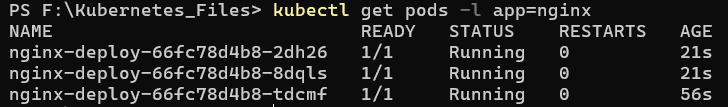 PS F:\Kubernetes_Files> kubectl get pods -l app=nginx
NAME READY STATUS RESTARTS AGE
nginx-deploy-66fc78d4b8-2dh26 1/1 Running 0 21s
nginx-deploy-66fc78d4b8-8dqls 1/1 Running 0 21s
nginx-deploy-66fc78d4b8-tdcmf 1/1 Running 0 56s